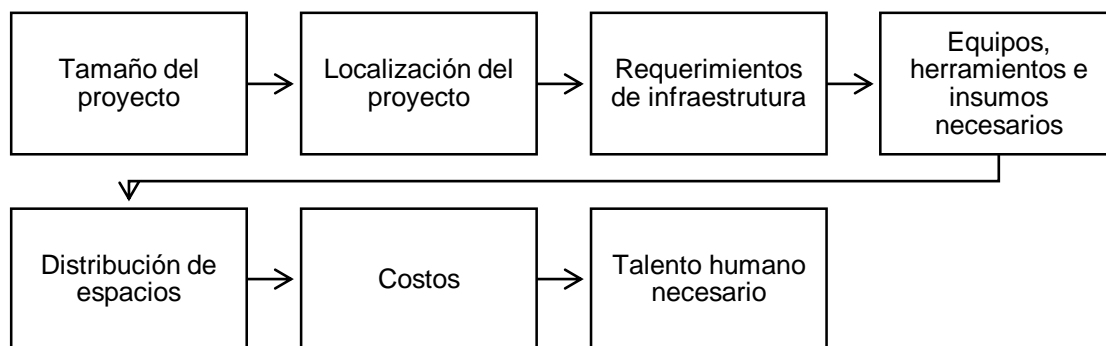 Tamaño del
proyecto
Localización del
proyecto
Requerimientos
de infraestrutura
Equipos,
herramientos e
insumos
necesarios
Distribución de
espacios
Costos
Talento humano
necesario